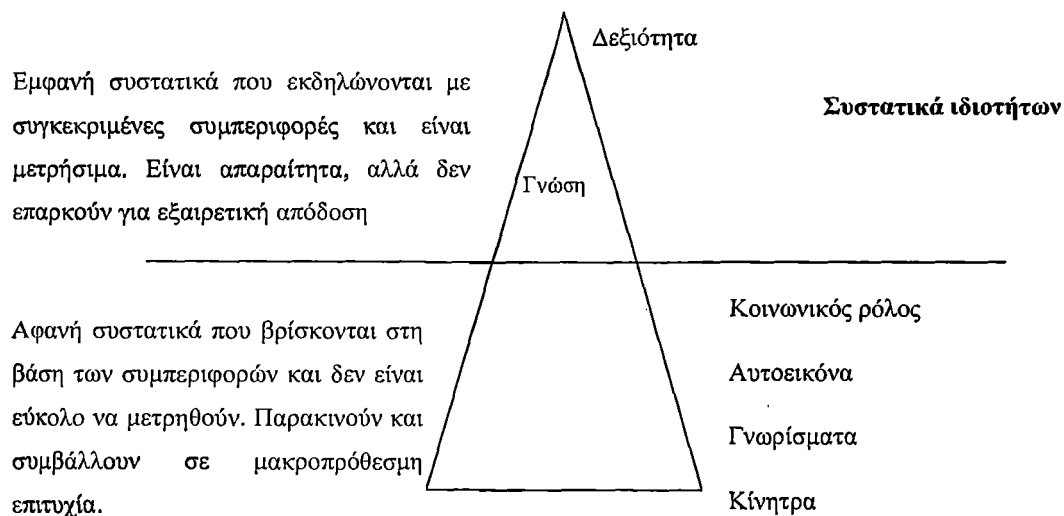 Δεξιότητα
Εμφανή συστατικά που εκδηλώνονται με
συγκεκριμένες συμπεριφορές και είναι
μετρήσιμα. Είναι απαραίτητα, αλλά δεν
επαρκούν για εξαιρετική απόδοση
Συστατικά ιδιοτήτων
Γνώση
Αφανή συστατικά που βρίσκονται στη
βάση των συμπεριφορών και δεν είναι
εύκολο να μετρηθούν. Παρακινούν και
συμβάλλουν σε μακροπρόθεσμη
επιτυχία.
Κοινωνικός ρόλος
Αυτοεικόνα
Γνωρίσματα
Κίνητρα